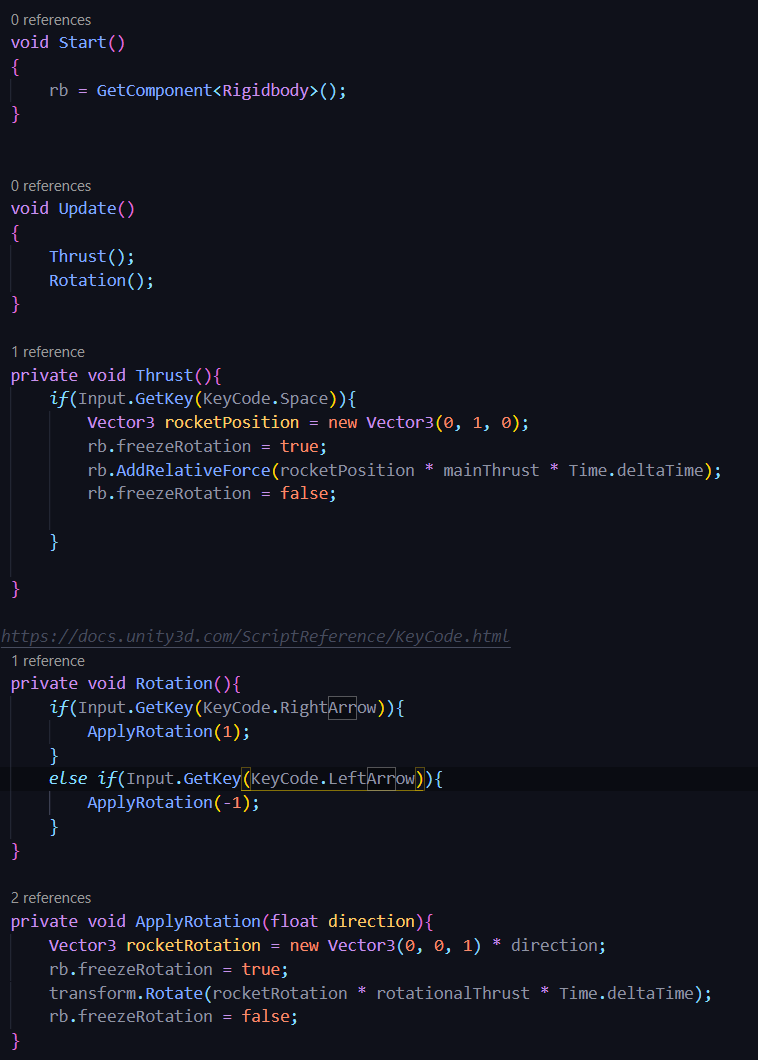 0 references
void Start()
{
rb = GetComponent<Rigidbody>();
}
0 references
void Update()
{
Thrust();
Rotation();
}
1 reference
private void Thrust(){
if(Input.GetKey(KeyCode.Space)){
Vector3 rocketPosition = new Vector3(0, 1, 0);
rb.freezeRotation = true;
rb.AddRelativeForce(rocketPosition * mainThrust * Time.deltaTime);
rb.freezeRotation = false;
}
}
https://docs.unity3d.com/ScriptReference/KeyCode.html
1 reference
private void Rotation(){
if(Input.GetKey(KeyCode.RightArrow)){
ApplyRotation(1);
}
else if(Input.GetKey(KeyCode.LeftArrow)){
ApplyRotation(-1);
}
}
2 references
private void ApplyRotation(float direction){
Vector3 rocketRotation = new Vector3(0, 0, 1) * direction;
rb.freezeRotation = true;
transform.Rotate(rocketRotation * rotationalThrust * Time.deltaTime);
rb.freezeRotation = false;
}